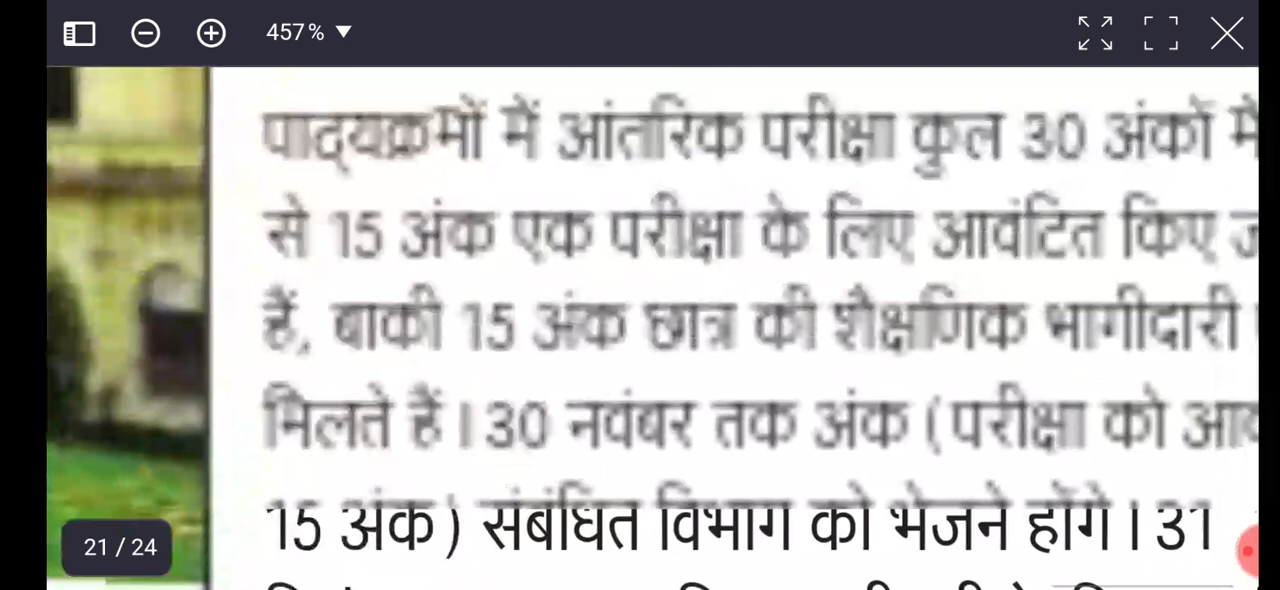 457%
पाठ्यक्रमों में आंतरिक परीक्षा कुल 30 अंकों में
से 15 अंक एक परीक्षा के लिए आवंटित किए
हैं, बाकी 15 अंक छात्र की शैक्षणिक भागीदारी
मिलते हैं। 30 नवंबर तक अंक (परीक्षा को
15 अंक) संबंधित विभाग को भेजने होंगे। 31
21 / 24